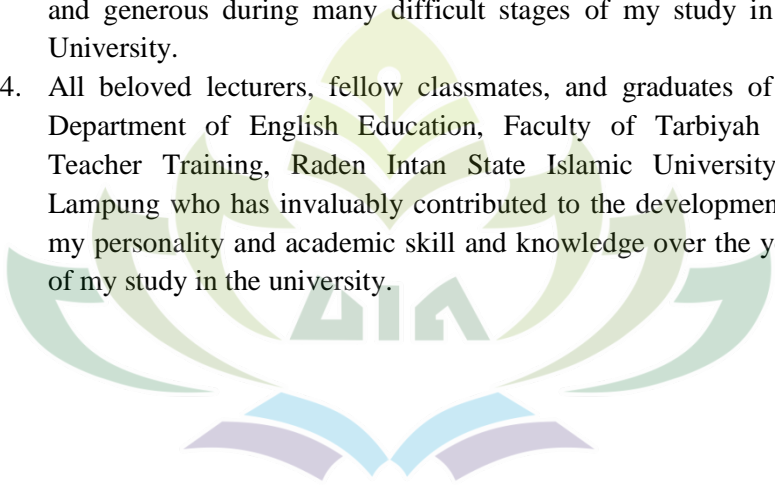 and generous during many difficult stages of my study in
University.
4. All beloved lecturers, fellow classmates, and graduates of
Department of English Education, Faculty of Tarbiyah
Teacher Training, Raden Intan State Islamic University
Lampung who has invaluably contributed to the developmen
my personality and academic skill and knowledge over the y
of my study in the university.